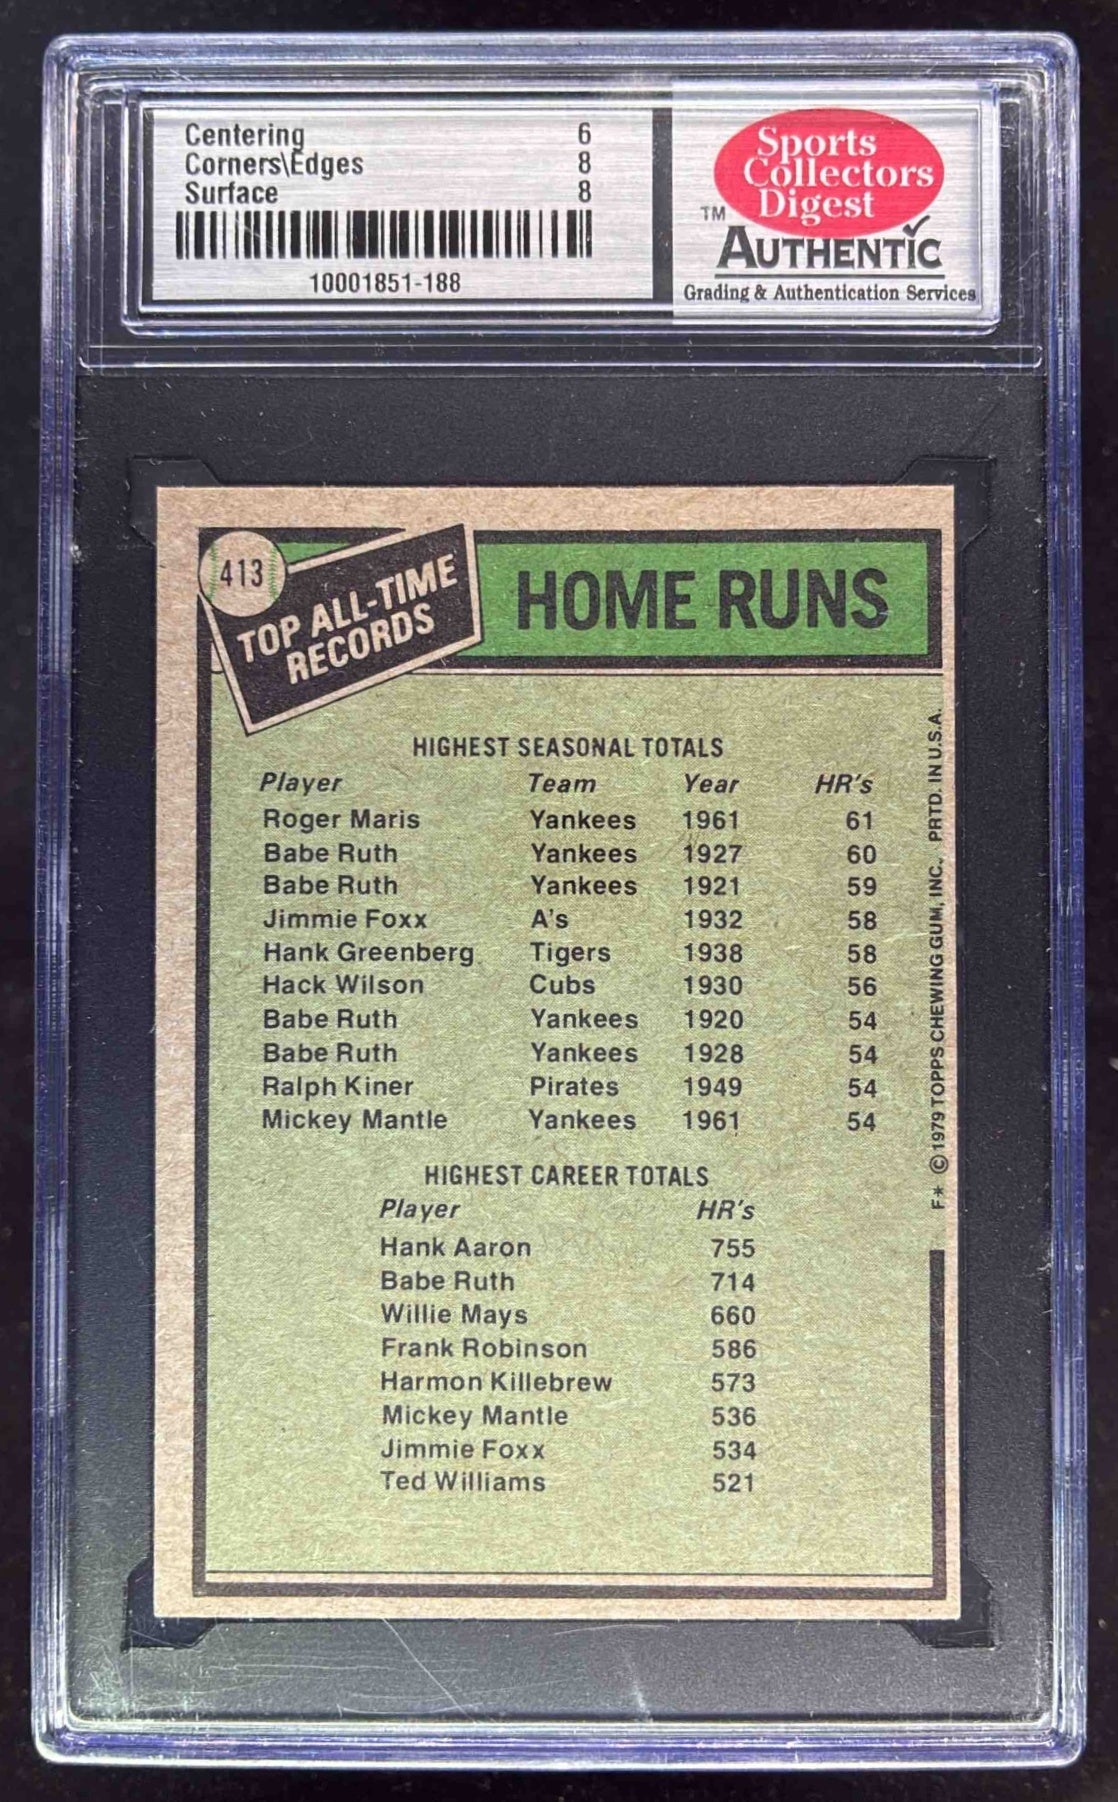 Centering 6
Corners\Edges 8
Surface 8
10001851-188
Sports
Collectors
Digest
TM
AUTHENTIC
Grading & Authentication Services
413
TOP ALL-TIME
RECORDS
HOME RUNS
HIGHEST SEASONAL TOTALS
Player Team Year HR's
Roger Maris Yankees 1961 61
Babe Ruth Yankees 1927 60
Babe Ruth Yankees 1921 59
Jimmie Foxx A's 1932 58
Hank Greenberg Tigers 1938 58
Hack Wilson Cubs 1930 56
Babe Ruth Yankees 1920 54
Babe Ruth Yankees 1928 54
Ralph Kiner Pirates 1949 54
Mickey Mantle Yankees 1961 54
HIGHEST CAREER TOTALS
Player HR's
Hank Aaron 755
Babe Ruth 714
Willie Mays 660
Frank Robinson 586
Harmon Killebrew 573
Mickey Mantle 536
Jimmie Foxx 534
Ted Williams 521
F* © 1979 TOPPS CHEWING GUM, INC. PRTD. IN U.S.A.